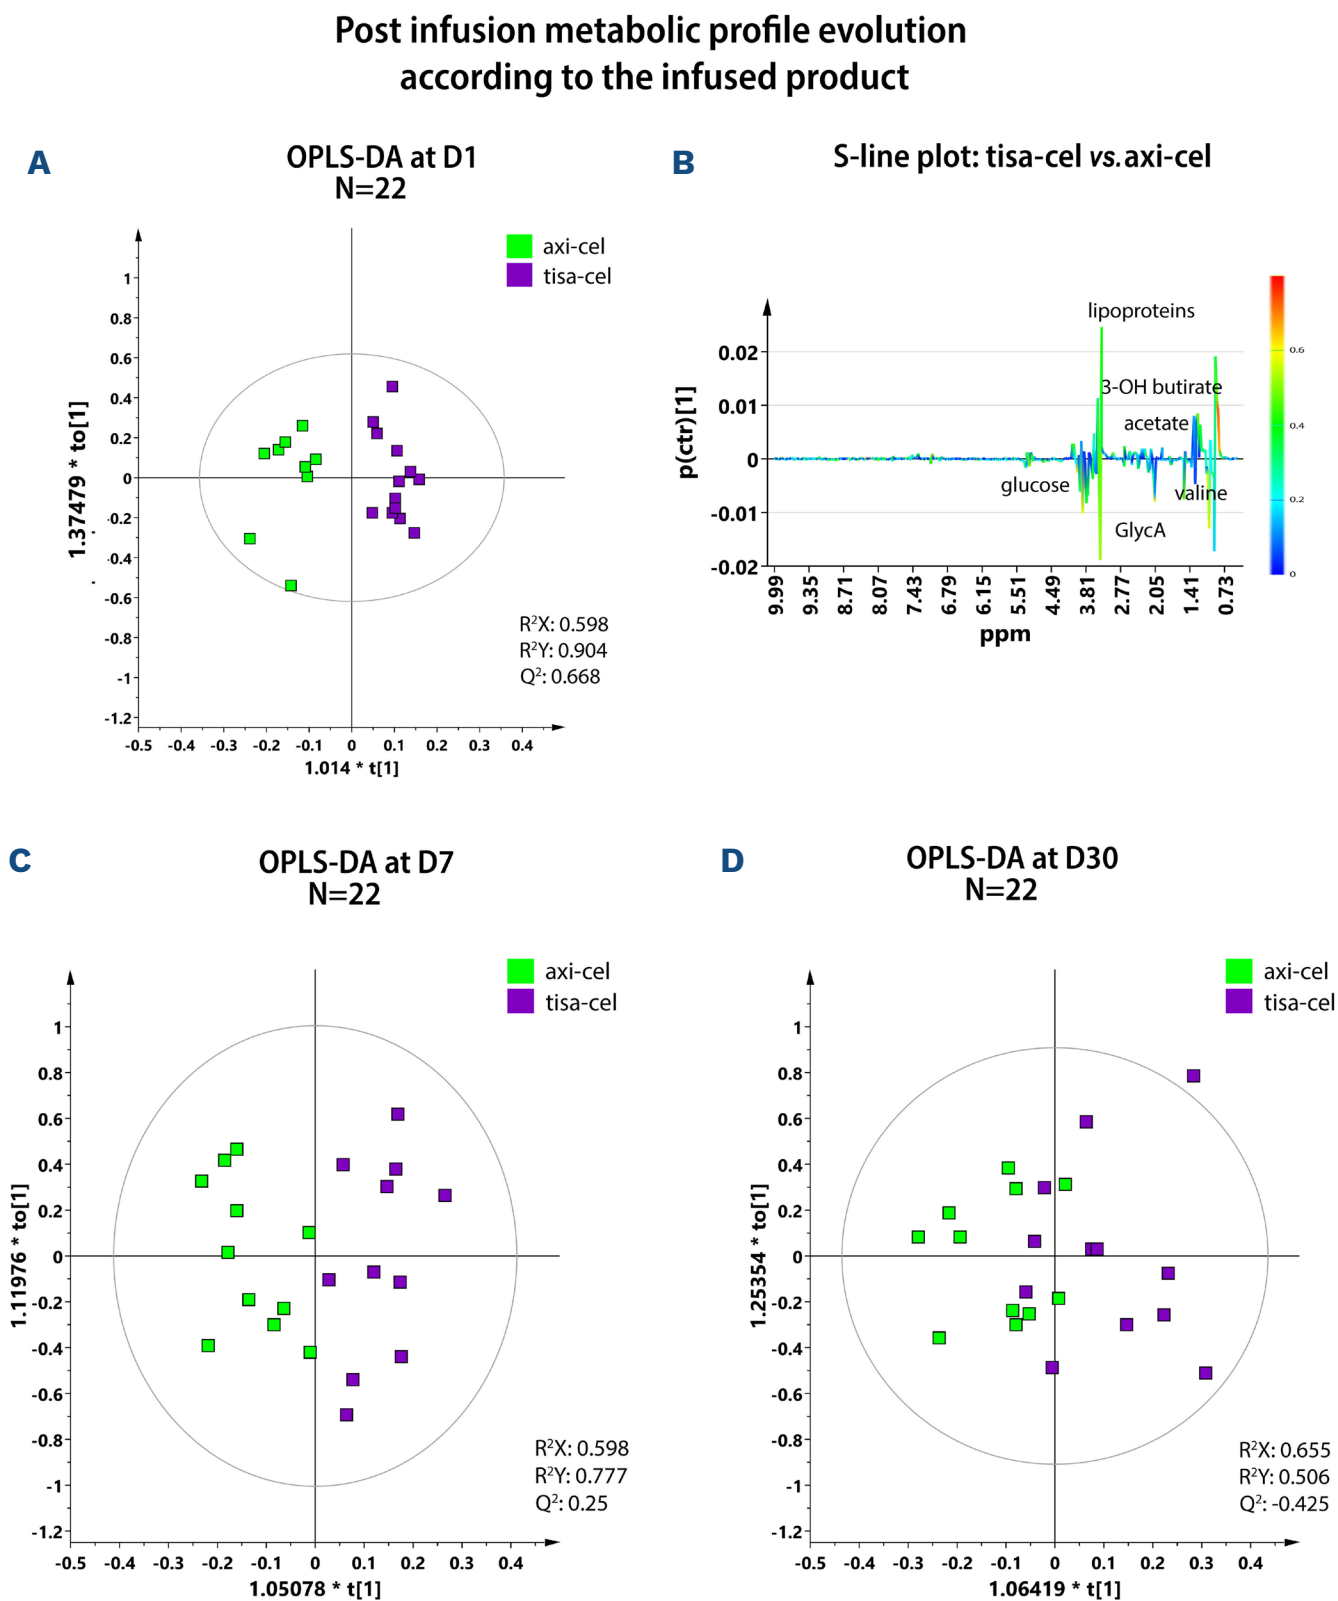 Post infusion metabolic profile evolution
according to the infused product
A
OPLS-DA at D1
N=22
axi-cel
tisa-cel
1
0.8
0.6
0.4
0.2
0
-0.2
-0.4
-0.6
-0.8
-1
-1.2
1.37479 * to[1]
R²X: 0.598
R²Y: 0.904
Q²: 0.668
-0.5 -0.4 -0.3 -0.2 -0.1 0 0.1 0.2 0.3 0.4
1.014 * t[1]
B
S-line plot: tisa-cel vs. axi-cel
lipoproteins
3-OH butirate
acetate
glucose
valine
GlycA
0.02
0.01
0
-0.01
-0.02
p(ctr)[1]
0.6
0.4
0.2
0
9.99 9.35 8.71 8.07 7.43 6.79 6.15 5.51 4.49 3.81 2.77 2.05 1.41 0.73
ppm
C
OPLS-DA at D7
N=22
axi-cel
tisa-cel
1
0.8
0.6
0.4
0.2
0
-0.2
-0.4
-0.6
-0.8
-1
-1.2
1.11976 * to[1]
R²X: 0.598
R²Y: 0.777
Q²: 0.25
-0.5 -0.4 -0.3 -0.2 -0.1 0 0.1 0.2 0.3 0.4
1.05078 * t[1]
D
OPLS-DA at D30
N=22
axi-cel
tisa-cel
1
0.8
0.6
0.4
0.2
0
-0.2
-0.4
-0.6
-0.8
-1
-1.2
1.25354 * to[1]
R²X: 0.655
R²Y: 0.506
Q²: -0.425
-0.5 -0.4 -0.3 -0.2 -0.1 0 0.1 0.2 0.3 0.4
1.06419 * t[1]